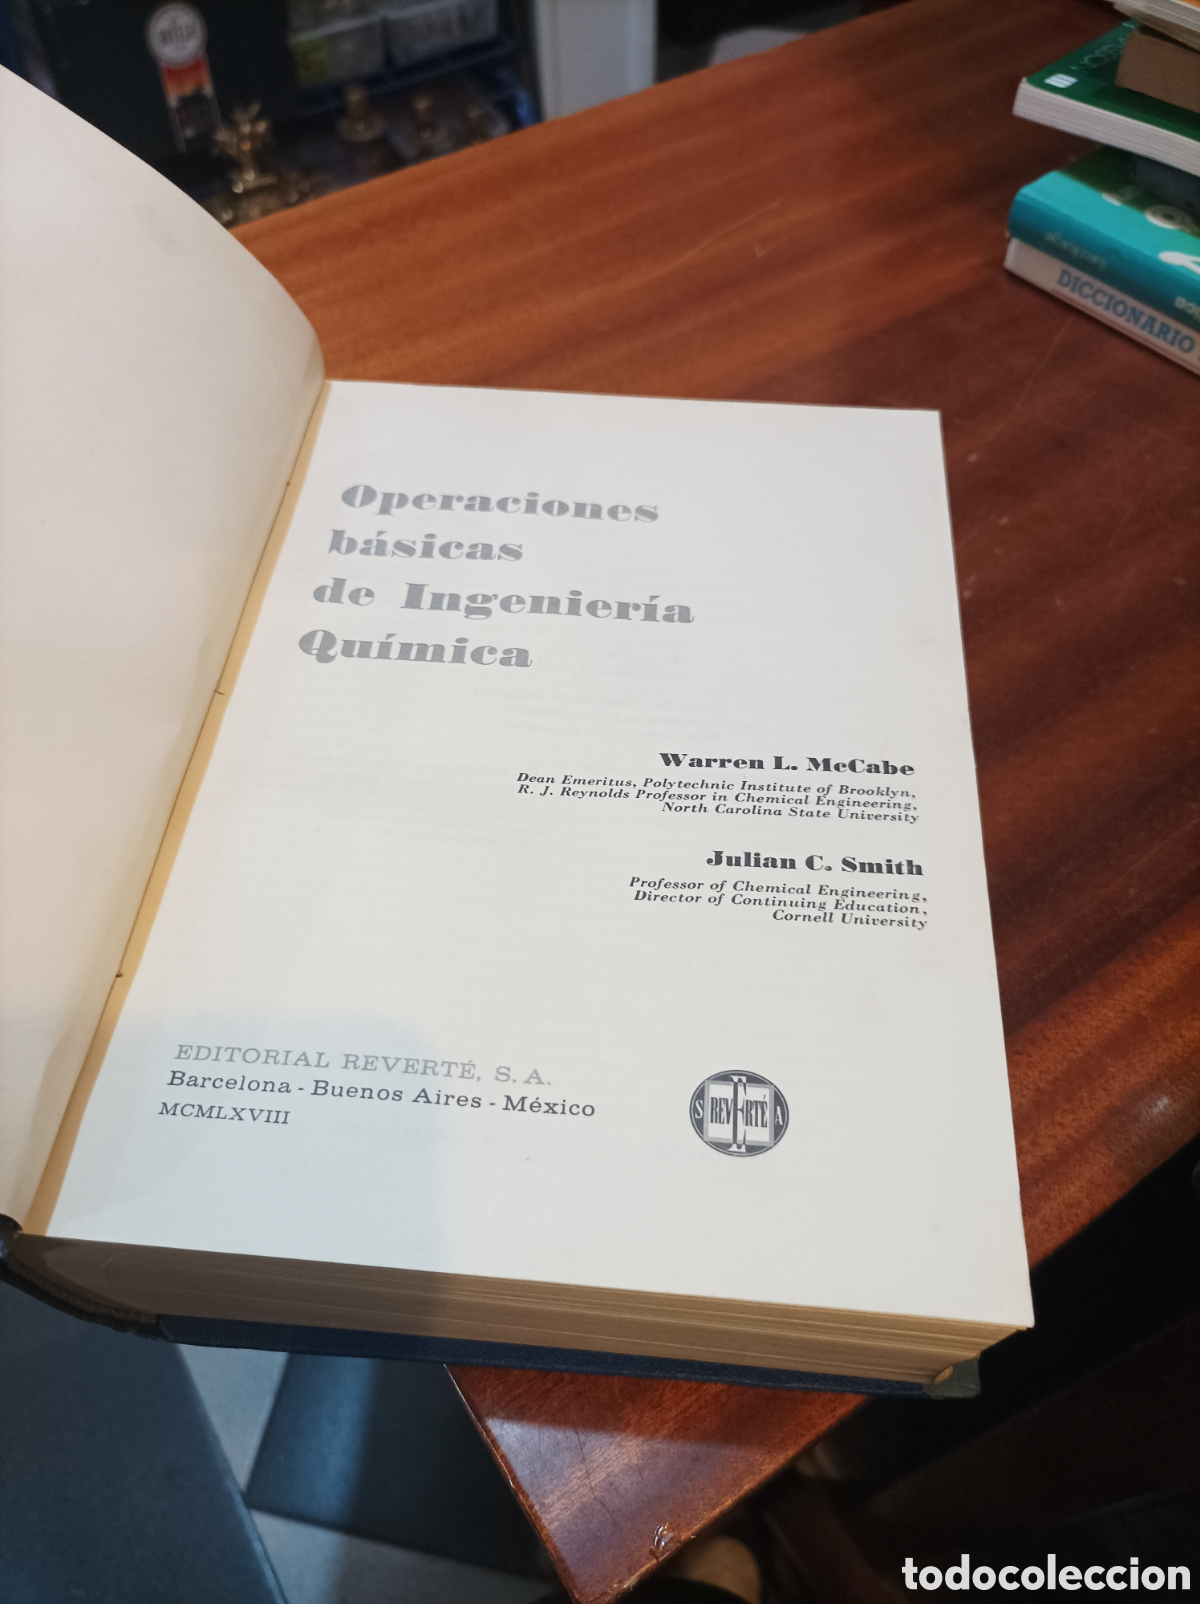 Operaciones
básicas
de Ingeniería
Química
Warren L. McCabe
Dean Emeritus, Polytechnic Institute of Brooklyn,
R. J. Reynolds Professor in Chemical Engineering,
North Carolina State University
Julian C. Smith
Professor of Chemical Engineering,
Director of Continuing Education,
Cornell University
EDITORIAL REVERTÉ, S. A.
Barcelona - Buenos Aires - México
MCMLXVIII
S REVERTÉ A
DICCIONARIO
todocoleccion